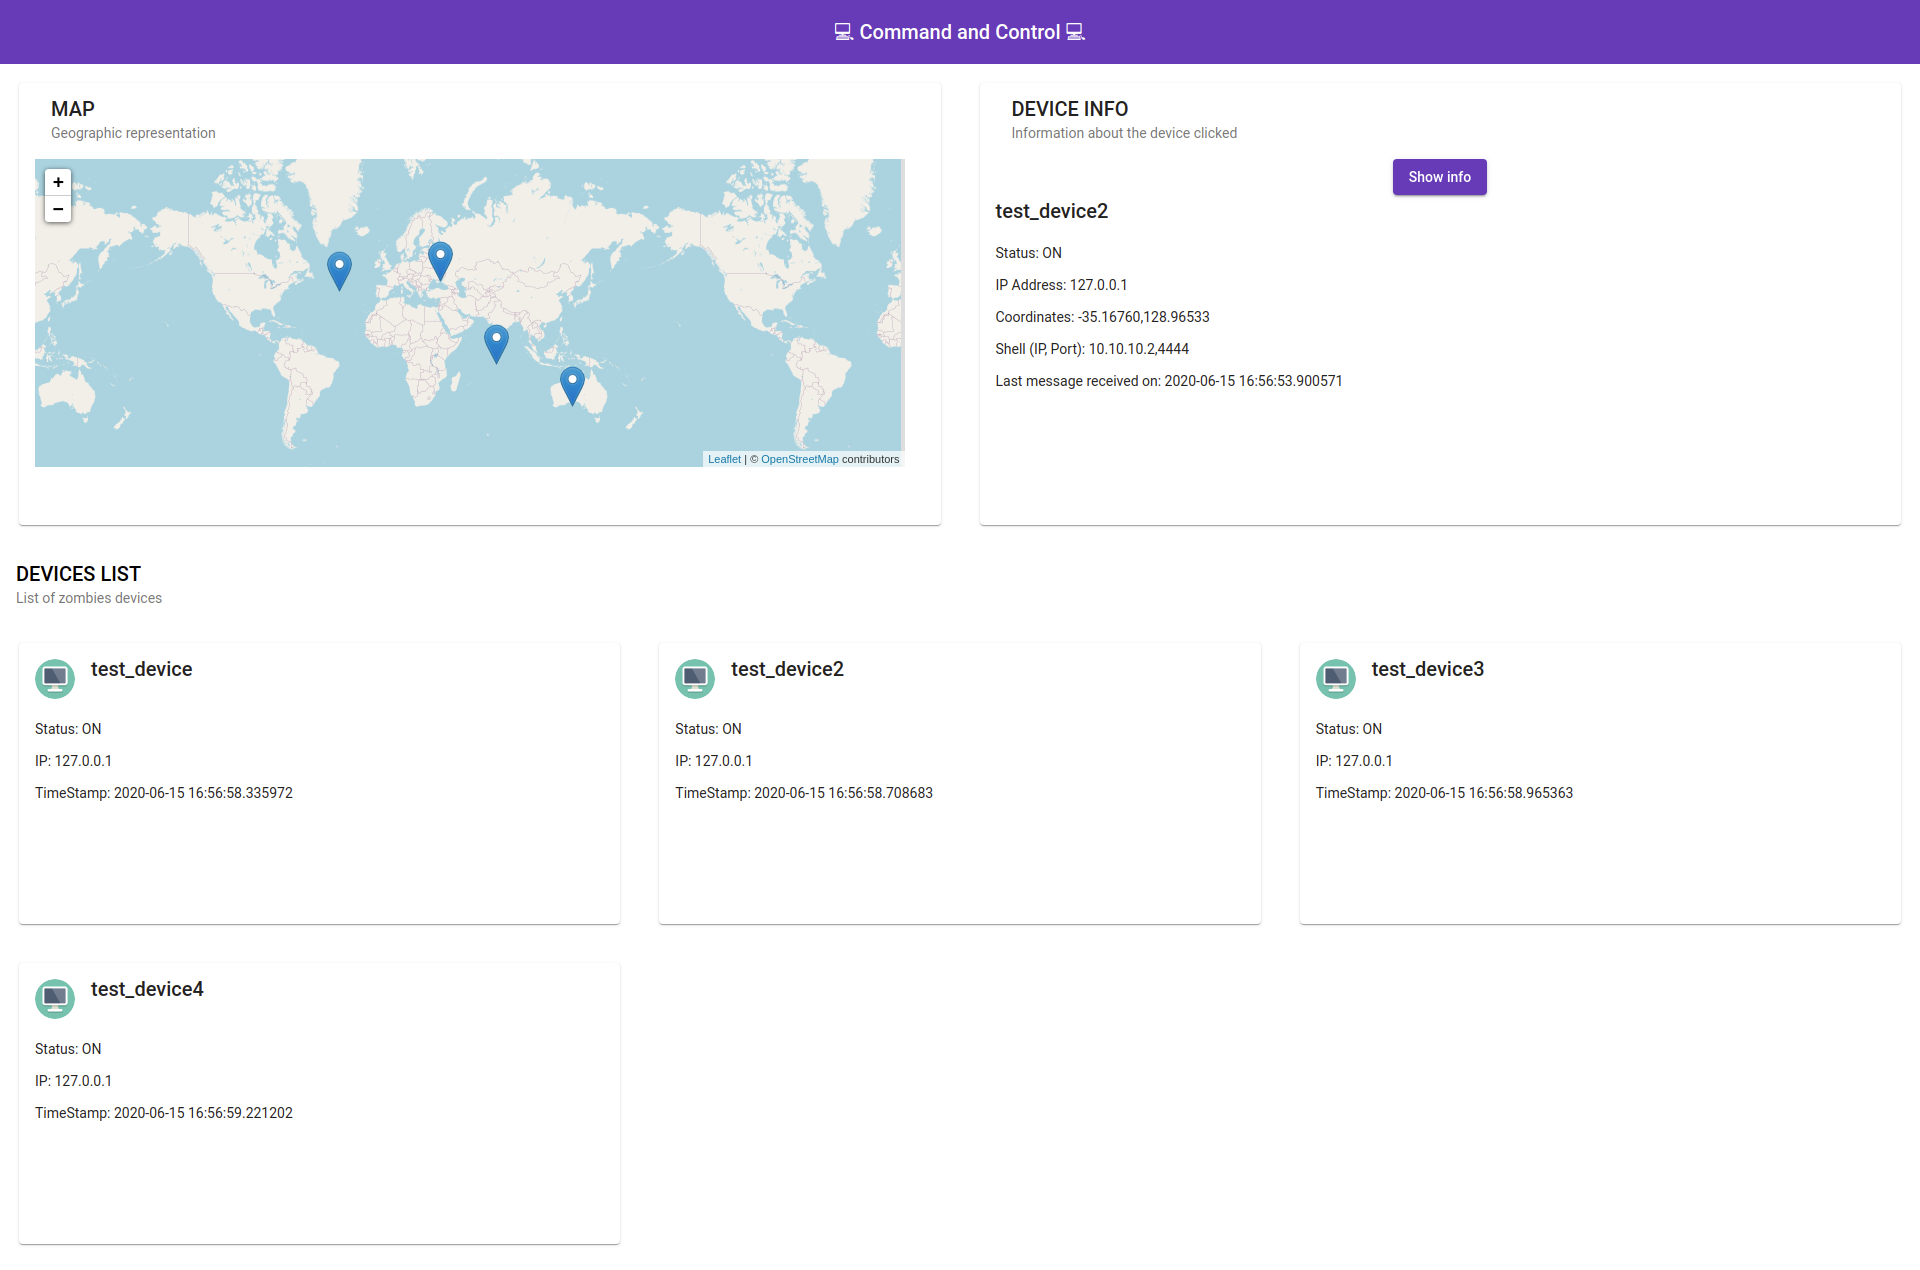 💻 Command and Control 💻
MAP
Geographic representation
+
−
Leaflet | © OpenStreetMap contributors
DEVICE INFO
Information about the device clicked
Show info
test_device2
Status: ON
IP Address: 127.0.0.1
Coordinates: -35.16760,128.96533
Shell (IP, Port): 10.10.10.2,4444
Last message received on: 2020-06-15 16:56:53.900571
DEVICES LIST
List of zombies devices
test_device
Status: ON
IP: 127.0.0.1
TimeStamp: 2020-06-15 16:56:58.335972
test_device2
Status: ON
IP: 127.0.0.1
TimeStamp: 2020-06-15 16:56:58.708683
test_device3
Status: ON
IP: 127.0.0.1
TimeStamp: 2020-06-15 16:56:58.965363
test_device4
Status: ON
IP: 127.0.0.1
TimeStamp: 2020-06-15 16:56:59.221202